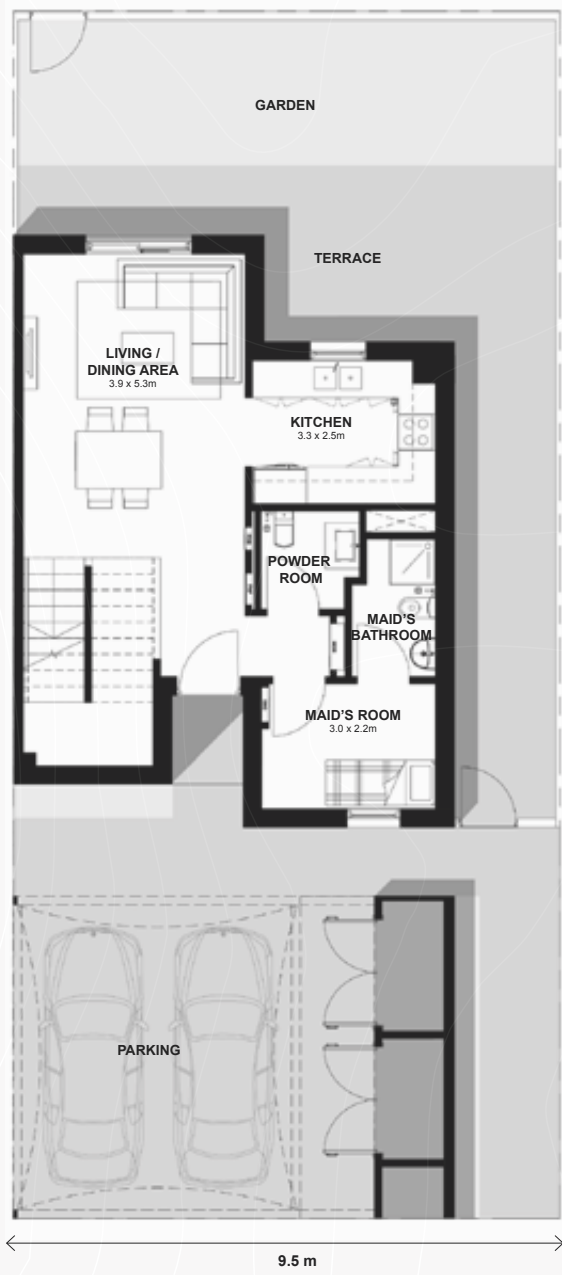 GARDEN
TERRACE
LIVING /
DINING AREA
3.9 x 5.3m
KITCHEN
3.3 x 2.5m
POWDER
ROOM
MAID'S
BATHROOM
MAID'S ROOM
3.0 x 2.2m
PARKING
9.5 m